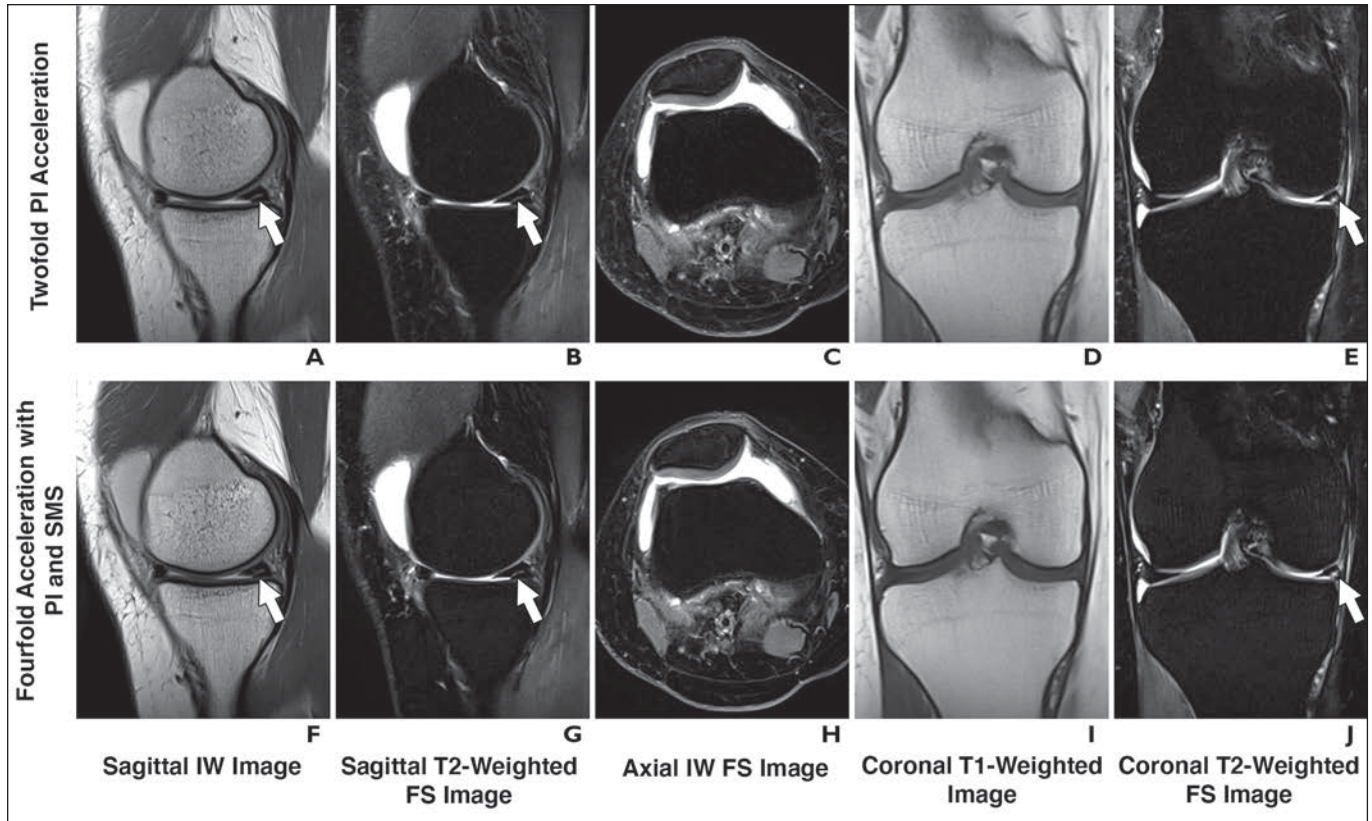 Twofold PI Acceleration
A
B
C
D
E
Fourfold Acceleration with
PI and SMS
F
G
H
I
J
Sagittal IW Image
Sagittal T2-Weighted
FS Image
Axial IW FS Image
Coronal T1-Weighted
Image
Coronal T2-Weighted
FS Image